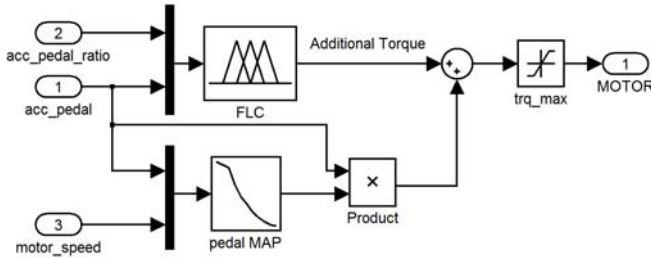 2
acc_pedal_ratio
1
acc_pedal
FLC
Additional Torque
+
+
trq_max
1
MOTOR
3
motor_speed
pedal MAP
×
Product